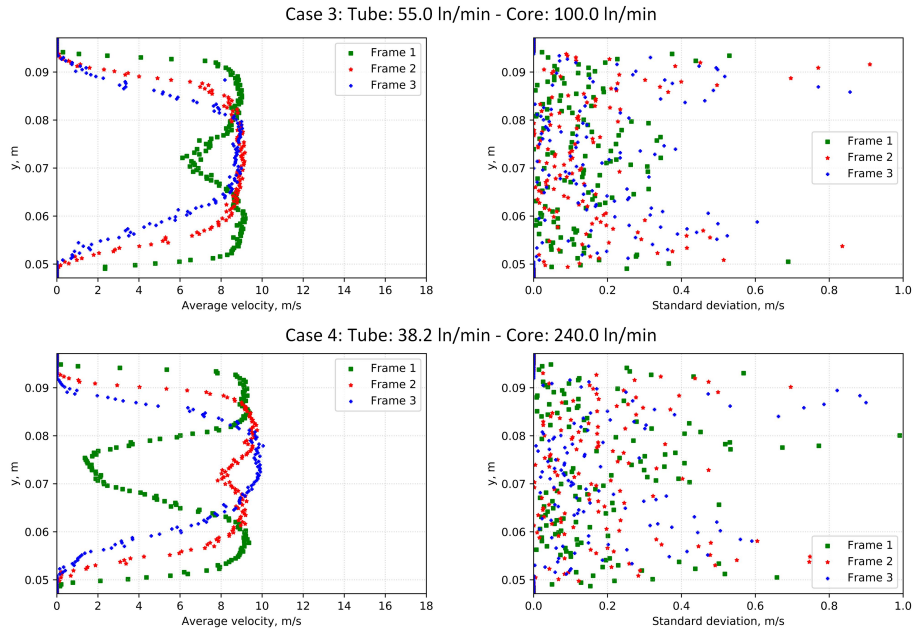 Case 3: Tube: 55.0 ln/min - Core: 100.0 ln/min
0.09
0.08
0.07
0.06
0.05
y, m
0 2 4 6 8 10 12 14 16 18
Average velocity, m/s
Frame 1
Frame 2
Frame 3
0.09
0.08
0.07
0.06
0.05
y, m
0.0 0.2 0.4 0.6 0.8 1.0
Standard deviation, m/s
Frame 1
Frame 2
Frame 3
Case 4: Tube: 38.2 ln/min - Core: 240.0 ln/min
0.09
0.08
0.07
0.06
0.05
y, m
0 2 4 6 8 10 12 14 16 18
Average velocity, m/s
Frame 1
Frame 2
Frame 3
0.09
0.08
0.07
0.06
0.05
y, m
0.0 0.2 0.4 0.6 0.8 1.0
Standard deviation, m/s
Frame 1
Frame 2
Frame 3